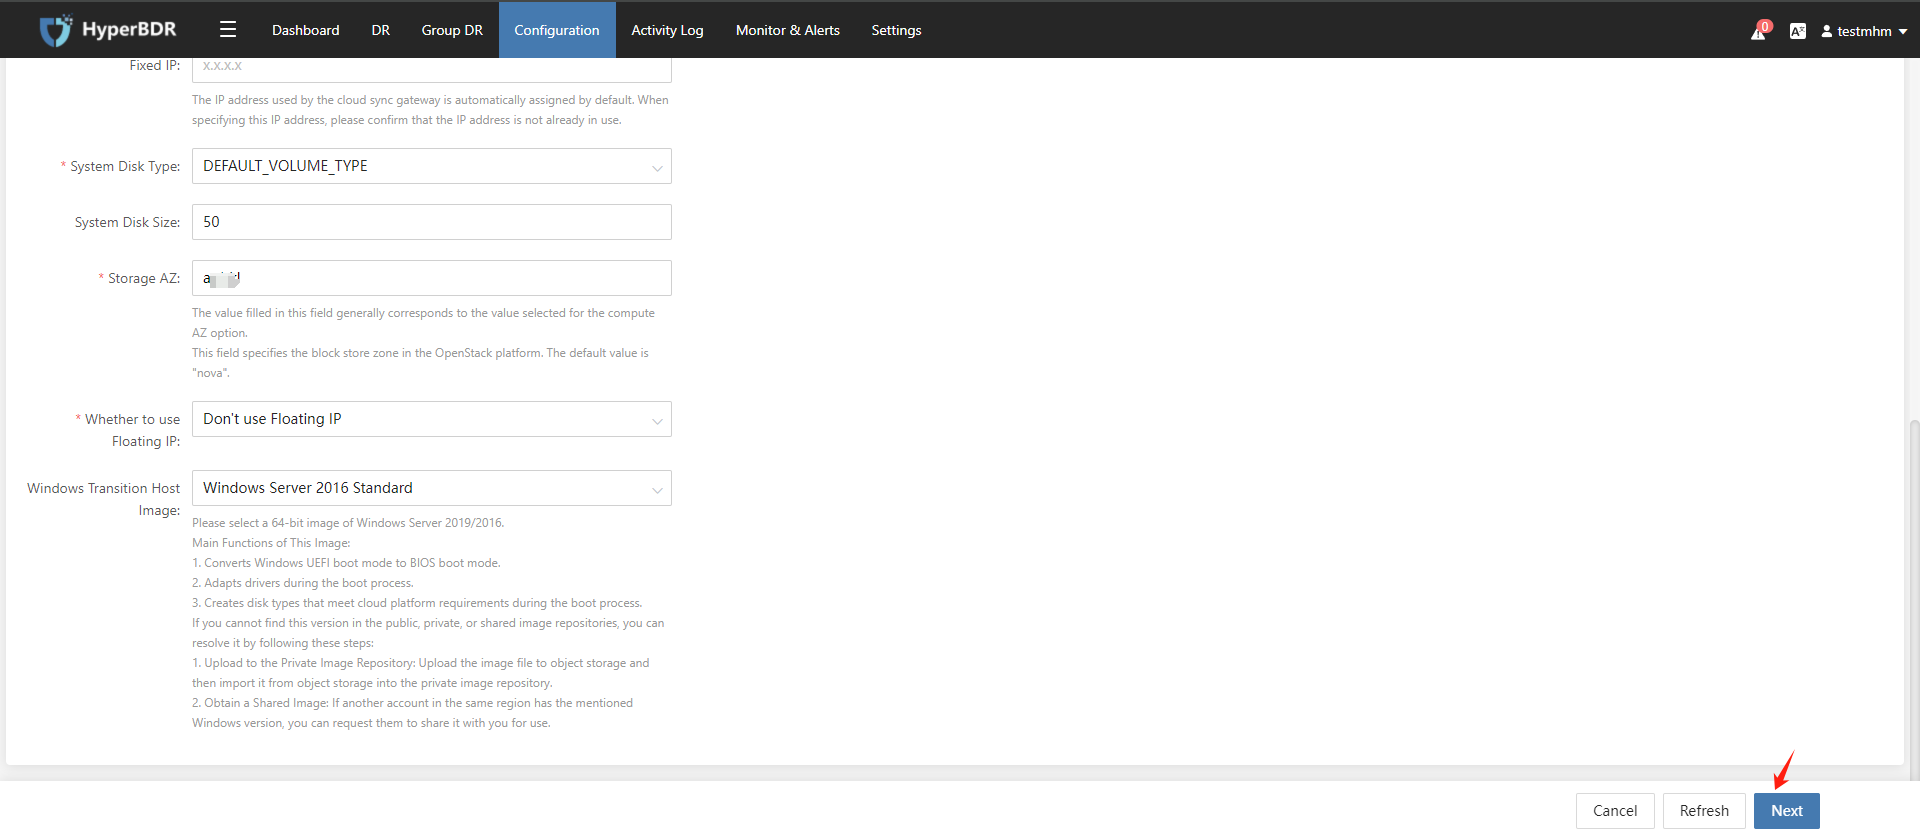 HyperBDR
Dashboard
DR
Group DR
Configuration
Activity Log
Monitor & Alerts
Settings
0
testmhm
Fixed IP:
x.x.x.x
The IP address used by the cloud sync gateway is automatically assigned by default. When
specifying this IP address, please confirm that the IP address is not already in use.
* System Disk Type:
DEFAULT_VOLUME_TYPE
System Disk Size:
50
* Storage AZ:
The value filled in this field generally corresponds to the value selected for the compute
AZ option.
This field specifies the block store zone in the OpenStack platform. The default value is
"nova".
* Whether to use
Floating IP:
Don't use Floating IP
Windows Transition Host
Image:
Windows Server 2016 Standard
Please select a 64-bit image of Windows Server 2019/2016.
Main Functions of This Image:
1. Converts Windows UEFI boot mode to BIOS boot mode.
2. Adapts drivers during the boot process.
3. Creates disk types that meet cloud platform requirements during the boot process.
If you cannot find this version in the public, private, or shared image repositories, you can
resolve it by following these steps:
1. Upload to the Private Image Repository: Upload the image file to object storage and
then import it from object storage into the private image repository.
2. Obtain a Shared Image: If another account in the same region has the mentioned
Windows version, you can request them to share it with you for use.
Cancel
Refresh
Next